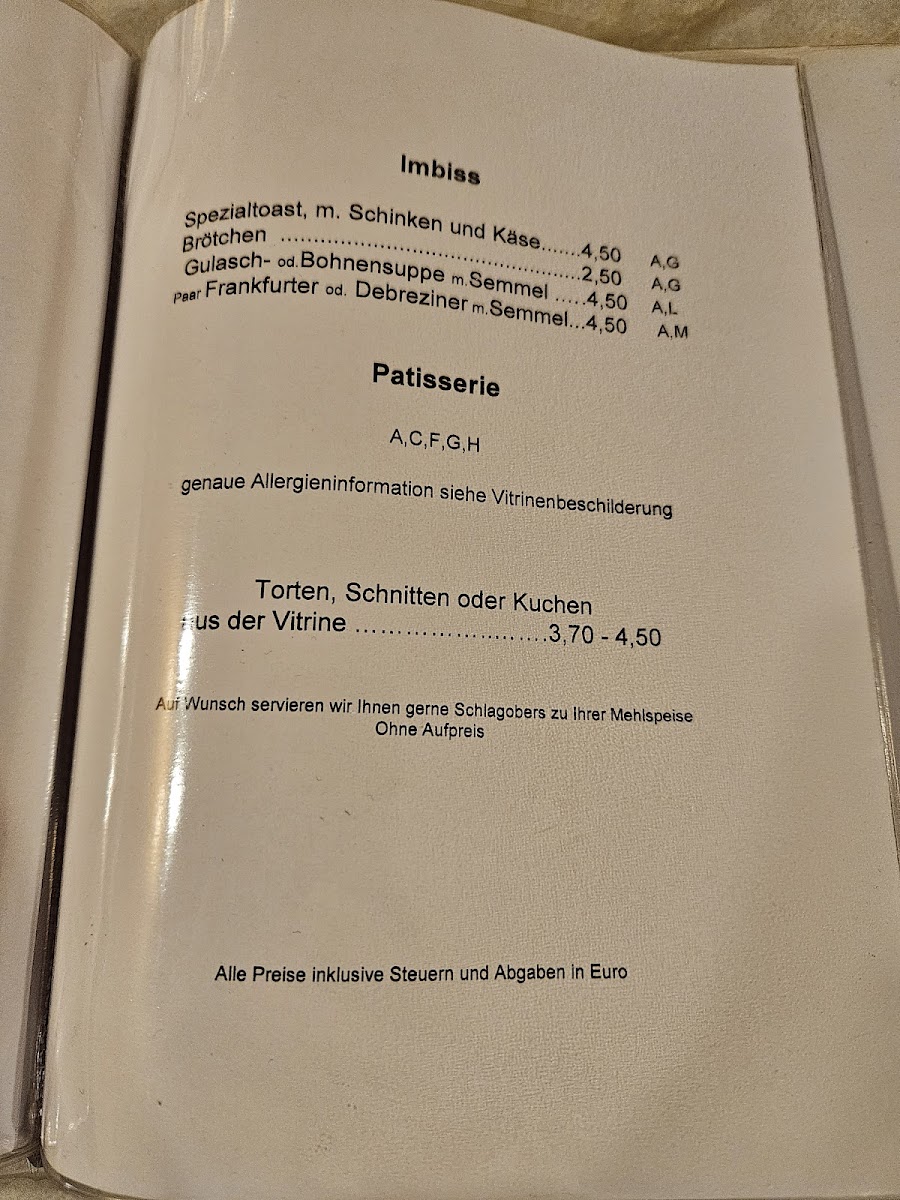 Imbiss
Spezialtoast, m. Schinken und Käse.......4,50 A,G
Brötchen ................................................2,50 A,G
Gulasch- od.Bohnensuppe m.Semmel .....4,50 A,L
Paar Frankfurter od. Debreziner m.Semmel...4,50 A,M
Patisserie
A,C,F,G,H
genaue Allergieninformation siehe Vitrinenbeschilderung
Torten, Schnitten oder Kuchen
aus der Vitrine ………………..…….3,70 - 4,50
Auf Wunsch servieren wir Ihnen gerne Schlagobers zu Ihrer Mehlspeise
Ohne Aufpreis
Alle Preise inklusive Steuern und Abgaben in Euro